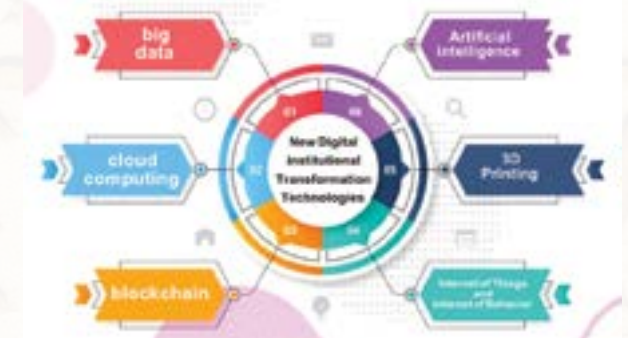 big
data
Artificial
intelligence
01
06
New Digital
institutional
Transformation
Technologies
cloud
computing
02
05
3D
Printing
03
04
blockchain
Internet of Things
and
Internet of Behavior